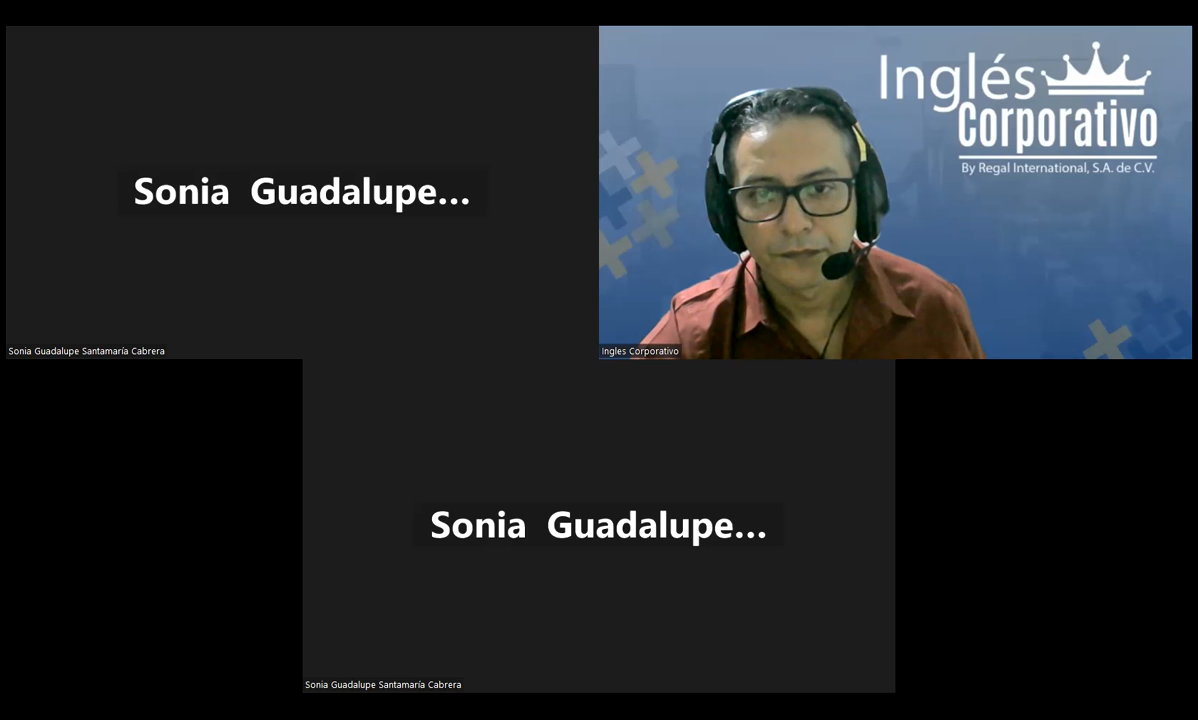 Sonia Guadalupe...
Sonia Guadalupe Santamaría Cabrera
Inglés
Corporativo
By Regal International, S.A. de C.V.
Ingles Corporativo
Sonia Guadalupe...
Sonia Guadalupe Santamaría Cabrera